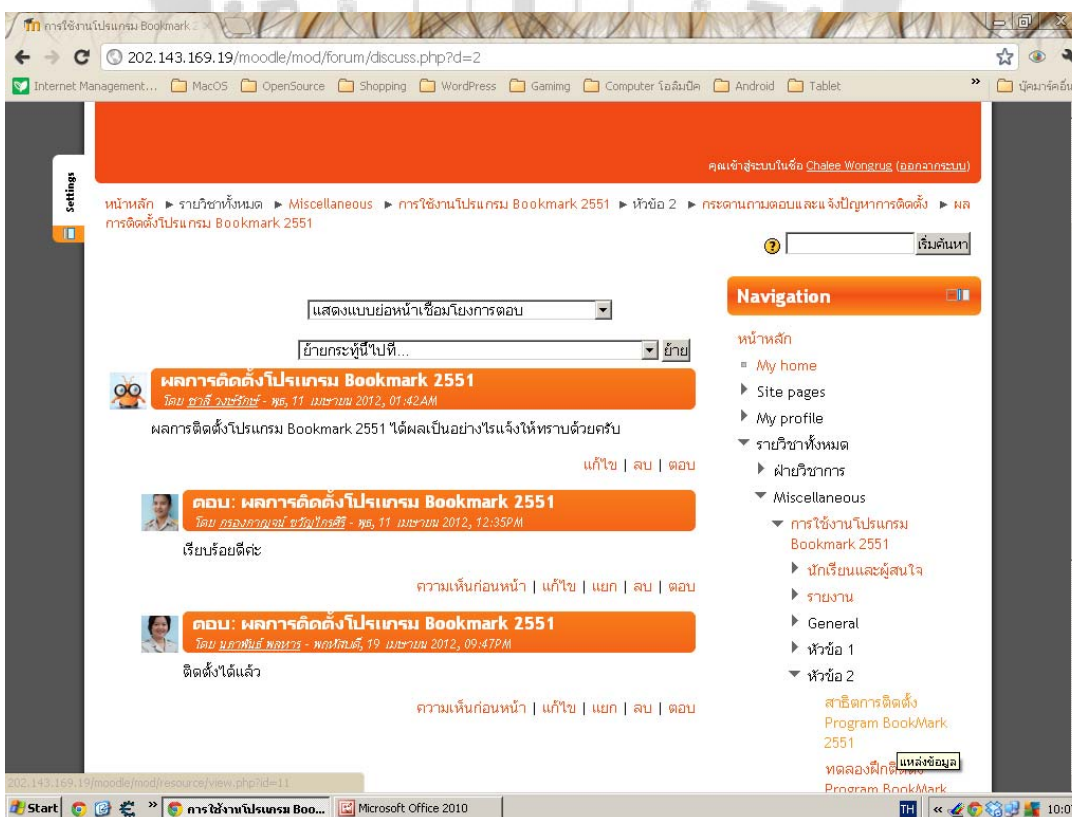 การใช้งานโปรแกรม Bookmark 2
202.143.169.19/moodle/mod/forum/discuss.php?d=2
Internet Management... MacOS OpenSource Shopping WordPress Gamimg Computer โอลิมปิค Android Tablet » บุ๊คมาร์คอื่น
คุณเข้าสู่ระบบในชื่อ Chalee Wongrug (ออกจากระบบ)
Settings
หน้าหลัก ► รายวิชาทั้งหมด ► Miscellaneous ► การใช้งานโปรแกรม Bookmark 2551 ► หัวข้อ 2 ► กระดานถามตอบและแจ้งปัญหาการติดตั้ง ► ผล
การติดตั้งโปรแกรม Bookmark 2551
เริ่มค้นหา
แสดงแบบย่อหน้าเชื่อมโยงการตอบ
ย้ายกระทู้นี้ไปที่... ย้าย
ผลการติดตั้งโปรแกรม Bookmark 2551
โดย ชาลี วงษ์รักษ์ - พุธ, 11 เมษายน 2012, 01:42AM
ผลการติดตั้งโปรแกรม Bookmark 2551 ได้ผลเป็นอย่างไรแจ้งให้ทราบด้วยครับ
แก้ไข | ลบ | ตอบ
ตอบ: ผลการติดตั้งโปรแกรม Bookmark 2551
โดย กรองกาญจน์ ขวัญไกรศิริ - พุธ, 11 เมษายน 2012, 12:35PM
เรียบร้อยดีค่ะ
ความเห็นก่อนหน้า | แก้ไข | แยก | ลบ | ตอบ
ตอบ: ผลการติดตั้งโปรแกรม Bookmark 2551
โดย นภาพันธ์ พลหาร - พฤหัสบดี, 19 เมษายน 2012, 09:47PM
ติดตั้งได้แล้ว
ความเห็นก่อนหน้า | แก้ไข | แยก | ลบ | ตอบ
Navigation
หน้าหลัก
My home
Site pages
My profile
รายวิชาทั้งหมด
ฝ่ายวิชาการ
Miscellaneous
การใช้งานโปรแกรม
Bookmark 2551
นักเรียนและผู้สนใจ
รายงาน
General
หัวข้อ 1
หัวข้อ 2
สาธิตการติดตั้ง
Program BookMark
2551
แหล่งข้อมูล
ทดลองฝึกติดตั้ง
Program BookMark
202.143.169.19/moodle/mod/resource/view.php?id=11
Start » การใช้งานโปรแกรม Boo... Microsoft Office 2010 TH « 10:0